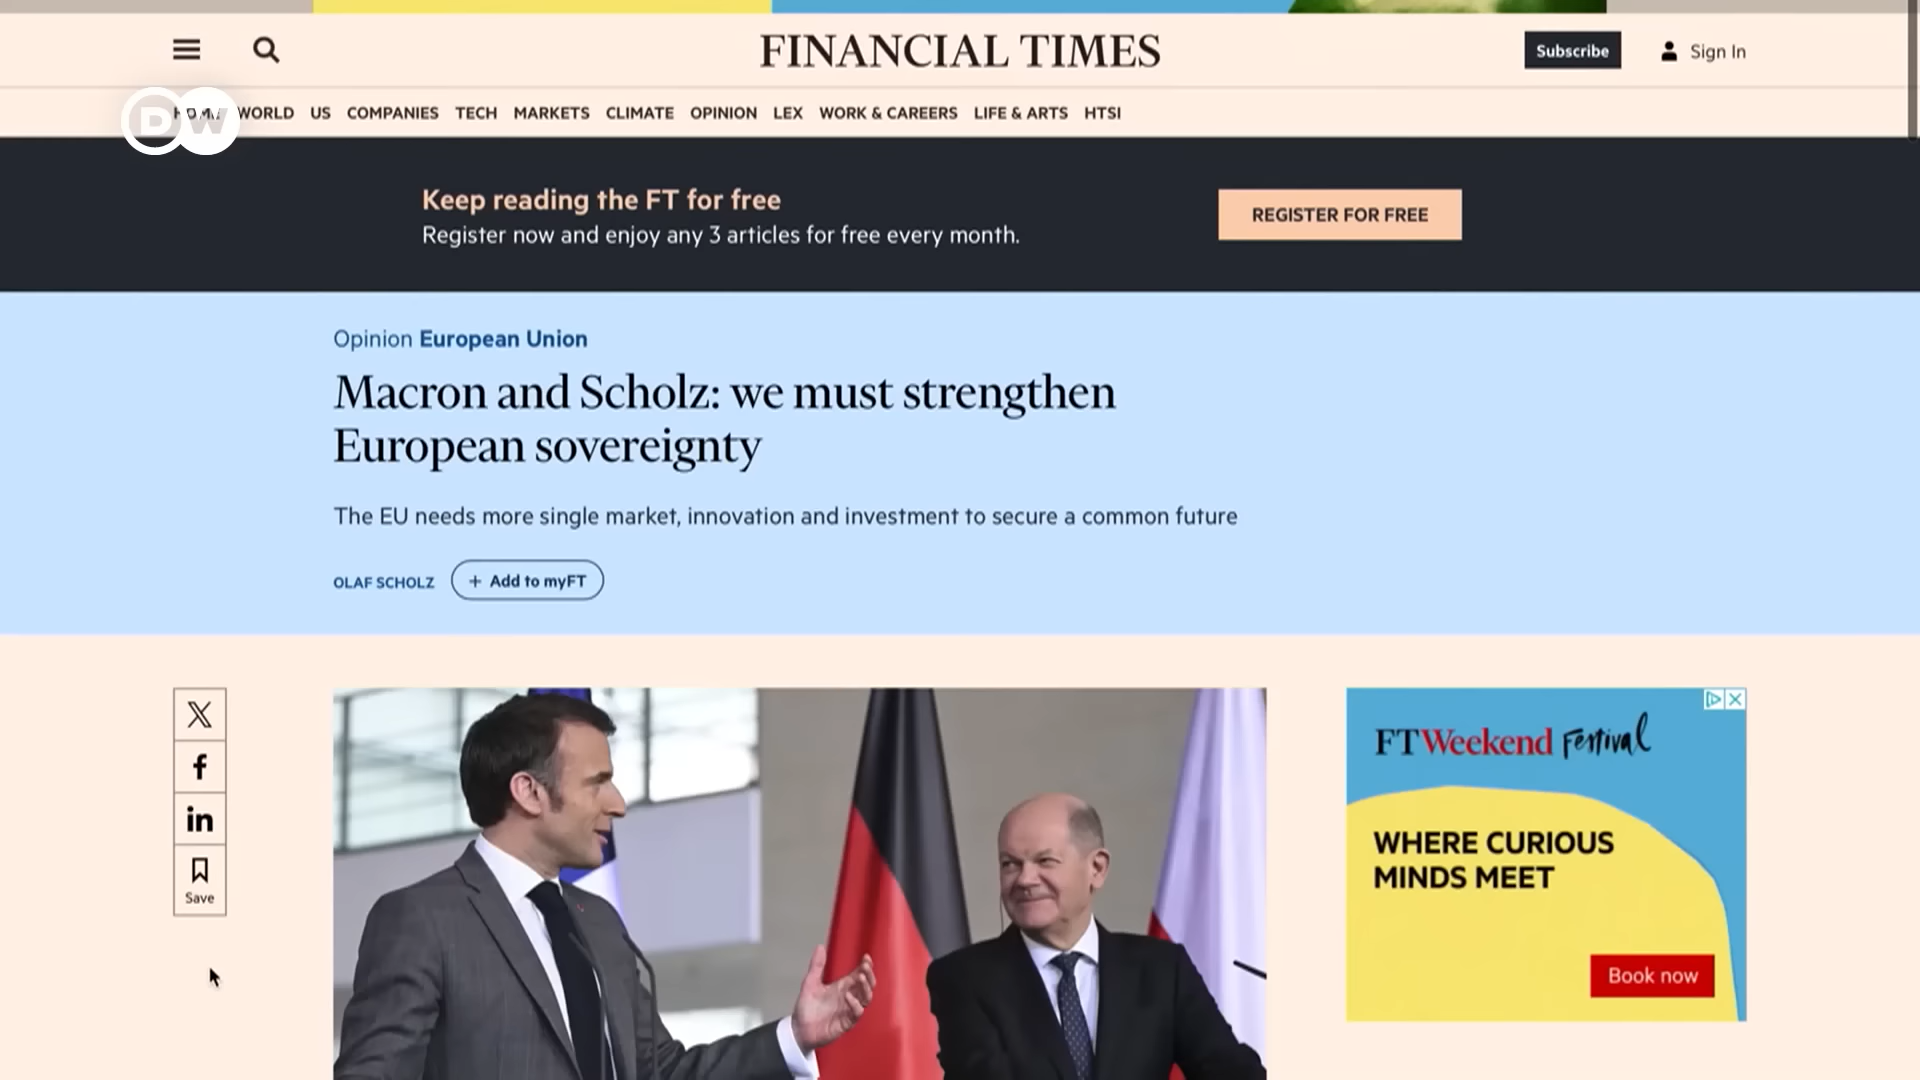 FINANCIAL TIMES
Subscribe
Sign In
DW
HOME WORLD US COMPANIES TECH MARKETS CLIMATE OPINION LEX WORK & CAREERS LIFE & ARTS HTSI
Keep reading the FT for free
Register now and enjoy any 3 articles for free every month.
REGISTER FOR FREE
Opinion European Union
Macron and Scholz: we must strengthen
European sovereignty
The EU needs more single market, innovation and investment to secure a common future
OLAF SCHOLZ
+ Add to myFT
Save
FTWeekend Festival
WHERE CURIOUS
MINDS MEET
Book now